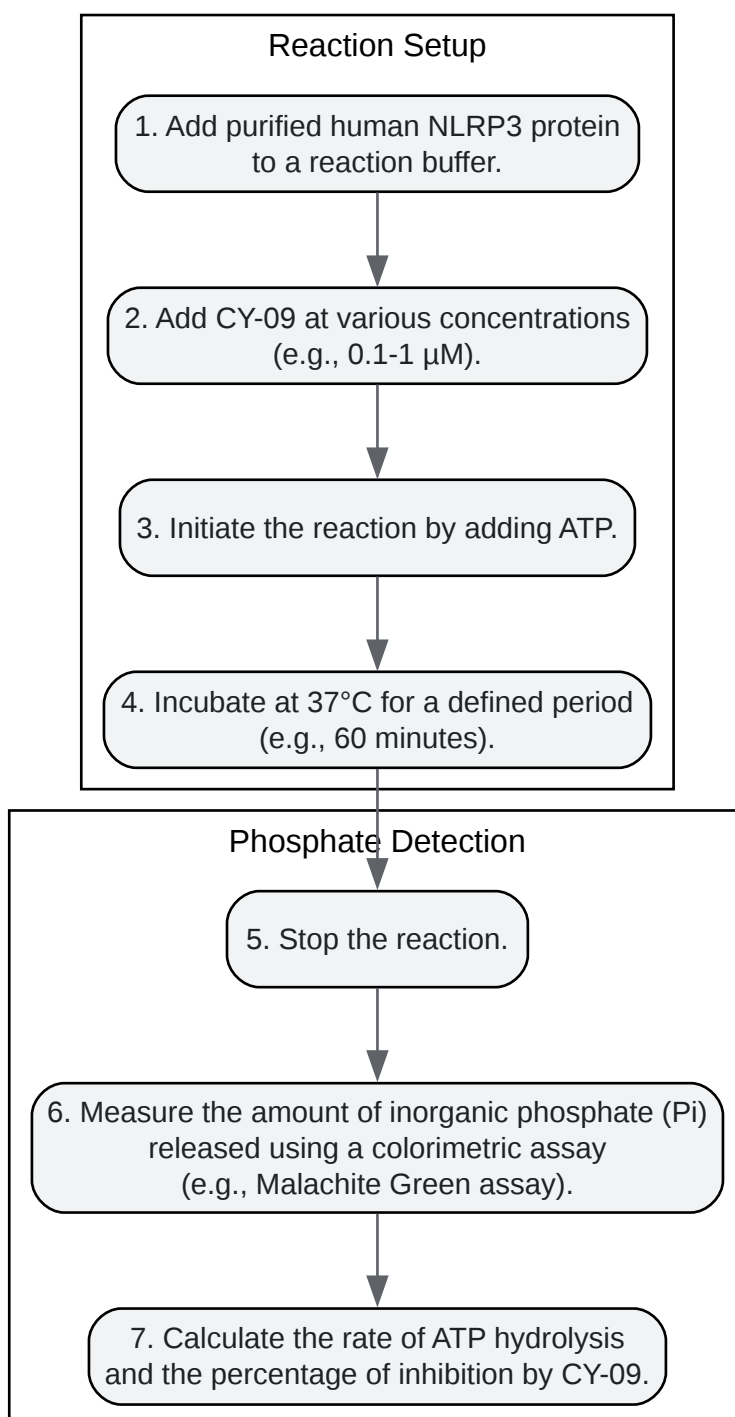 Reaction Setup
1. Add purified human NLRP3 protein
to a reaction buffer.
2. Add CY-09 at various concentrations
(e.g., 0.1-1 µM).
3. Initiate the reaction by adding ATP.
4. Incubate at 37°C for a defined period
(e.g., 60 minutes).
Phosphate Detection
5. Stop the reaction.
6. Measure the amount of inorganic phosphate (Pi)
released using a colorimetric assay
(e.g., Malachite Green assay).
7. Calculate the rate of ATP hydrolysis
and the percentage of inhibition by CY-09.